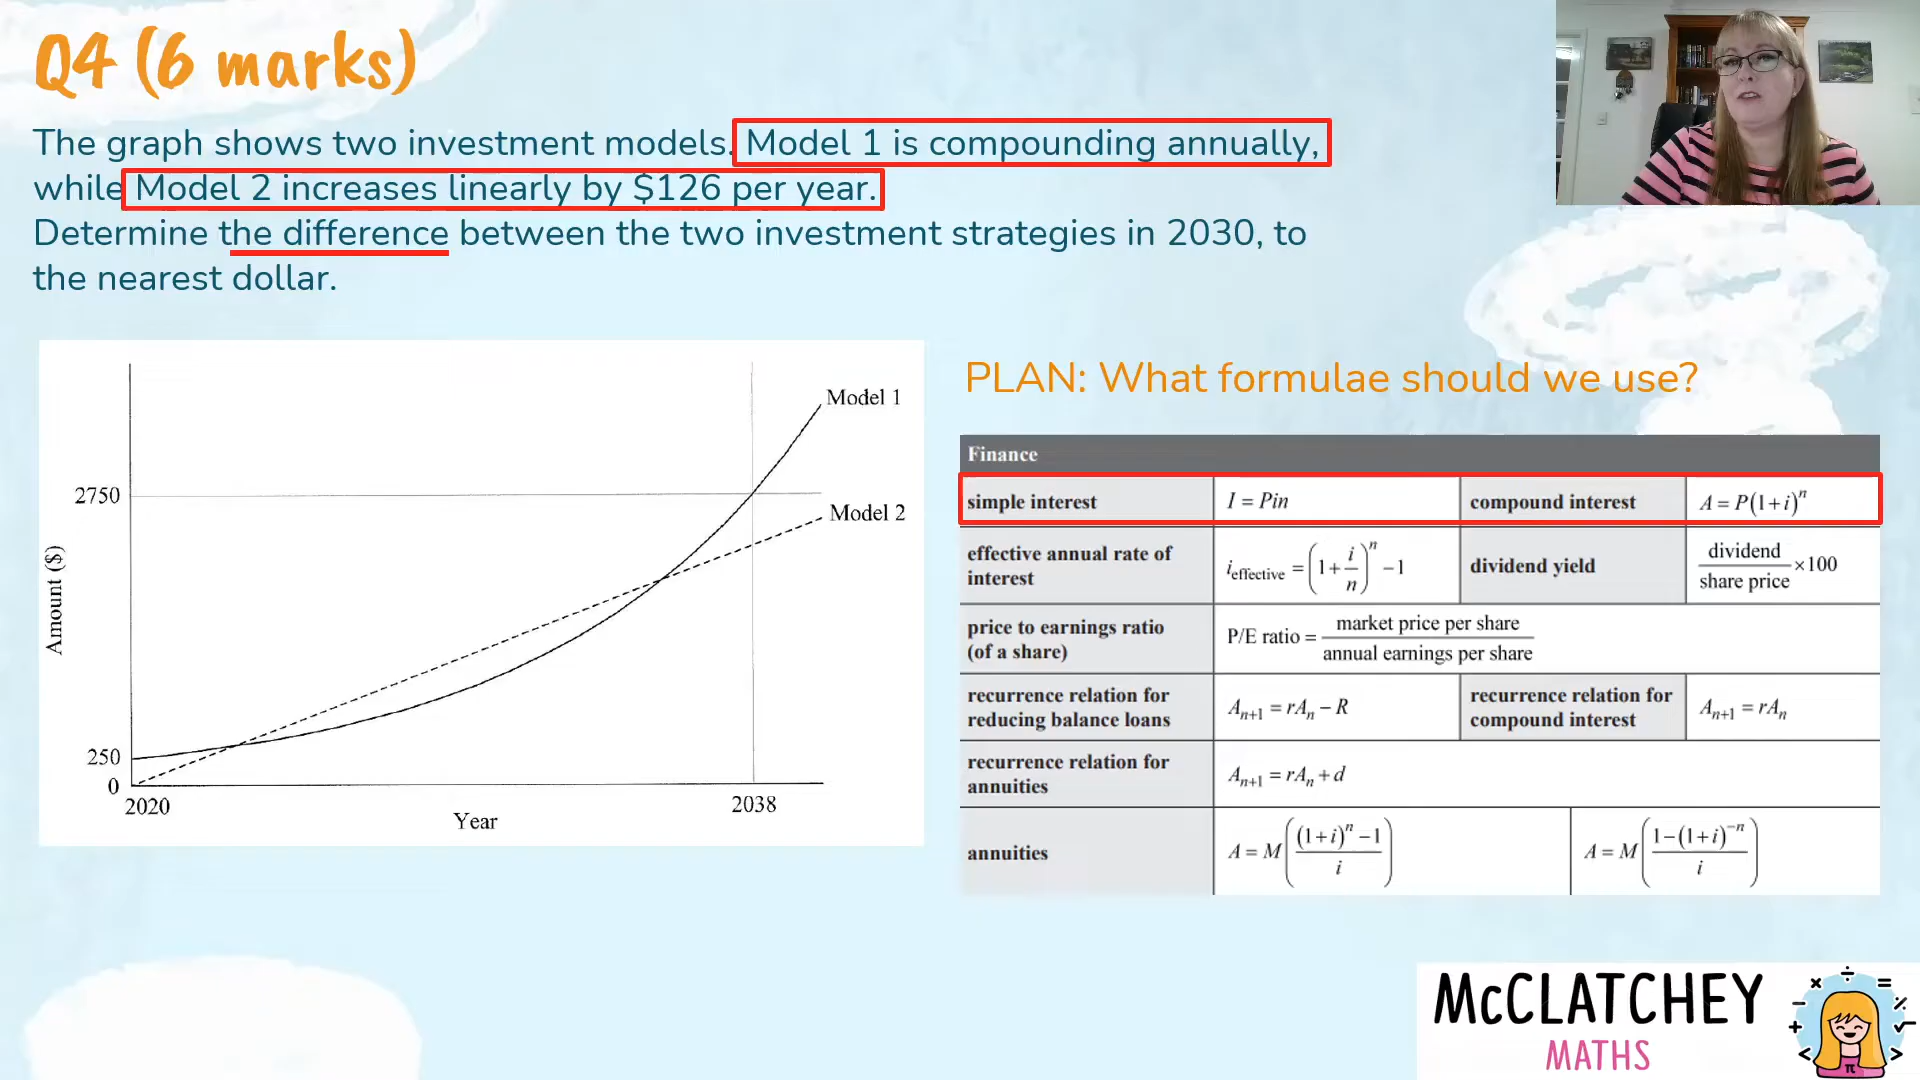 Q4 (6 marks)
The graph shows two investment models. Model 1 is compounding annually,
while Model 2 increases linearly by $126 per year.
Determine the difference between the two investment strategies in 2030, to
the nearest dollar.
Model 1
2750
Model 2
Amount ($)
250
0
2020
2038
Year
PLAN: What formulae should we use?
Finance
simple interest I = Pin compound interest A = P(1+i)^n
effective annual rate of interest i_effective = (1 + i/n)^n − 1 dividend yield dividend/share price ×100
price to earnings ratio (of a share) P/E ratio = market price per share/annual earnings per share
recurrence relation for reducing balance loans A_{n+1} = rA_n − R recurrence relation for compound interest A_{n+1} = rA_n
recurrence relation for annuities A_{n+1} = rA_n + d
annuities A = M(((1+i)^n − 1)/i) A = M((1−(1+i)^{−n})/i)
McCLATCHEY
MATHS